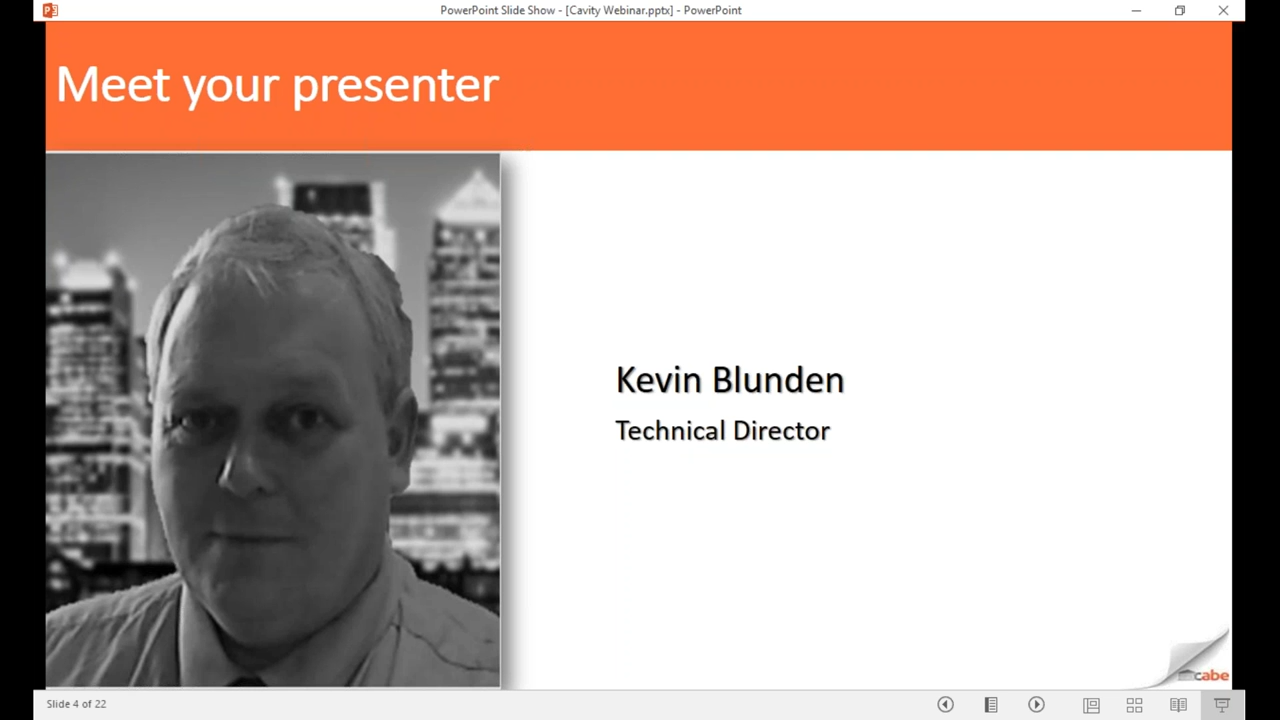 PowerPoint Slide Show - [Cavity Webinar.pptx] - PowerPoint
Meet your presenter
Kevin Blunden
Technical Director
cabe
Slide 4 of 22